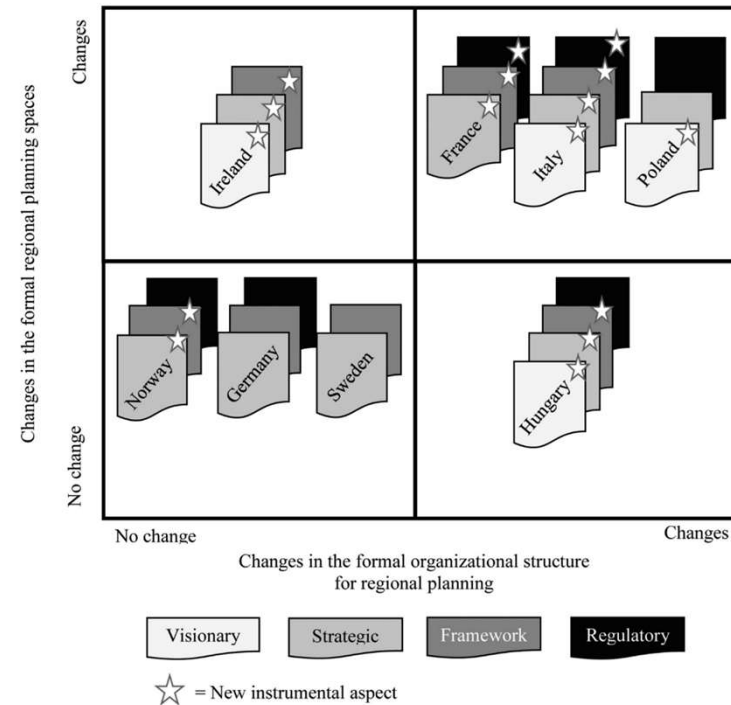 Changes in the formal regional planning spaces
Changes
No change
Ireland
France
Italy
Poland
Norway
Germany
Sweden
Hungary
No change
Changes
Changes in the formal organizational structure
for regional planning
Visionary
Strategic
Framework
Regulatory
= New instrumental aspect